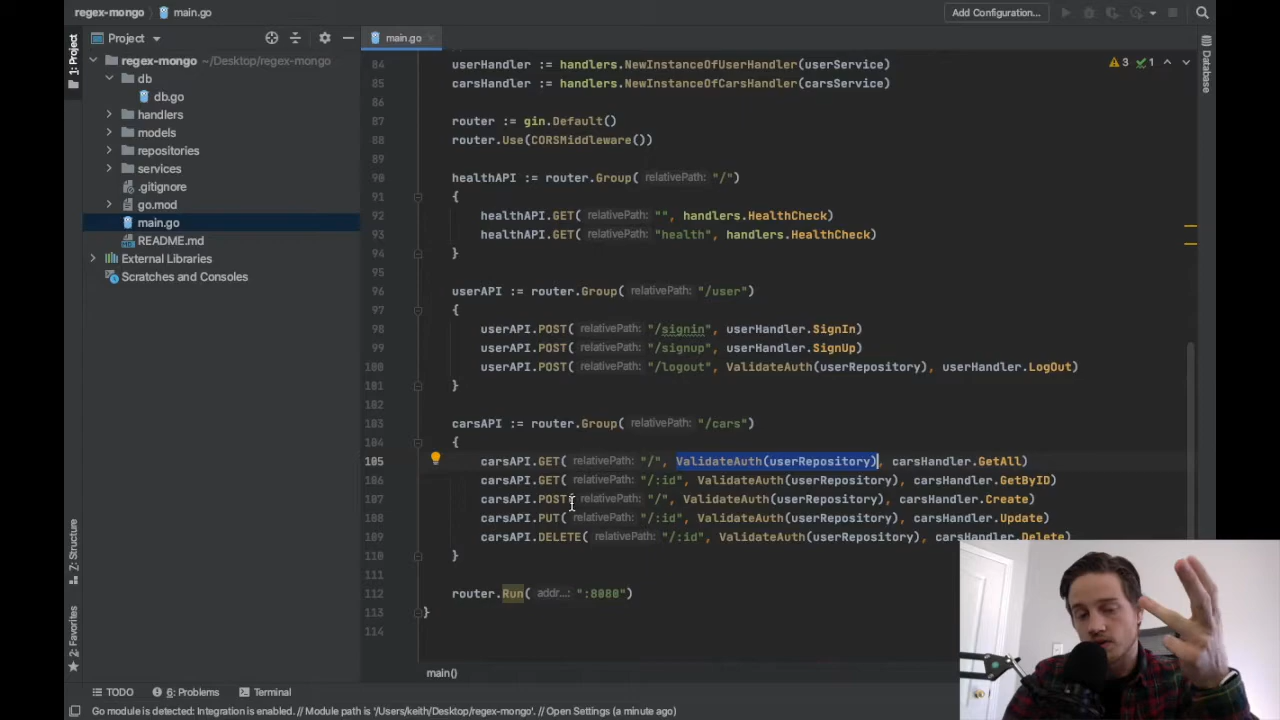 regex-mongo main.go
Add Configuration...
1: Project
Project
main.go
Database
regex-mongo ~/Desktop/regex-mongo
db
db.go
handlers
models
repositories
services
.gitignore
go.mod
main.go
README.md
External Libraries
Scratches and Consoles
3 1
84 userHandler := handlers.NewInstanceOfUserHandler(userService)
85 carsHandler := handlers.NewInstanceOfCarsHandler(carsService)
86
87 router := gin.Default()
88 router.Use(CORSMiddleware())
89
90 healthAPI := router.Group( relativePath: "/")
91 {
92 healthAPI.GET( relativePath: "", handlers.HealthCheck)
93 healthAPI.GET( relativePath: "health", handlers.HealthCheck)
94 }
95
96 userAPI := router.Group( relativePath: "/user")
97 {
98 userAPI.POST( relativePath: "/signin", userHandler.SignIn)
99 userAPI.POST( relativePath: "/signup", userHandler.SignUp)
100 userAPI.POST( relativePath: "/logout", ValidateAuth(userRepository), userHandler.LogOut)
101 }
102
103 carsAPI := router.Group( relativePath: "/cars")
104 {
105 carsAPI.GET( relativePath: "/", ValidateAuth(userRepository), carsHandler.GetAll)
106 carsAPI.GET( relativePath: "/:id", ValidateAuth(userRepository), carsHandler.GetByID)
107 carsAPI.POST( relativePath: "/", ValidateAuth(userRepository), carsHandler.Create)
108 carsAPI.PUT( relativePath: "/:id", ValidateAuth(userRepository), carsHandler.Update)
109 carsAPI.DELETE( relativePath: "/:id", ValidateAuth(userRepository), carsHandler.Delete)
110 }
111
112 router.Run( addr...: ":8080")
113 }
114
main()
Z: Structure
2: Favorites
TODO 6: Problems Terminal
Go module is detected: Integration is enabled. // Module path is '/Users/keith/Desktop/regex-mongo'. // Open Settings (a minute ago)